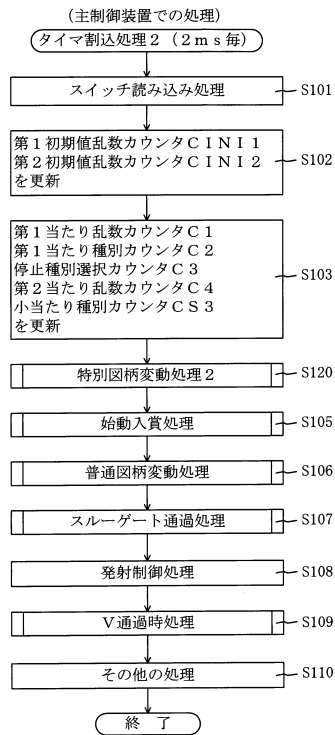 （主制御装置での処理）
タイマ割込処理２（２ｍｓ毎）
スイッチ読み込み処理
S101
第１初期値乱数カウンタＣＩＮＩ１
第２初期値乱数カウンタＣＩＮＩ２
を更新
S102
第１当たり乱数カウンタＣ１
第１当たり種別カウンタＣ２
停止種別選択カウンタＣ３
第２当たり乱数カウンタＣ４
小当たり種別カウンタＣＳ３
を更新
S103
特別図柄変動処理２
S120
始動入賞処理
S105
普通図柄変動処理
S106
スルーゲート通過処理
S107
発射制御処理
S108
Ｖ通過時処理
S109
その他の処理
S110
終 了